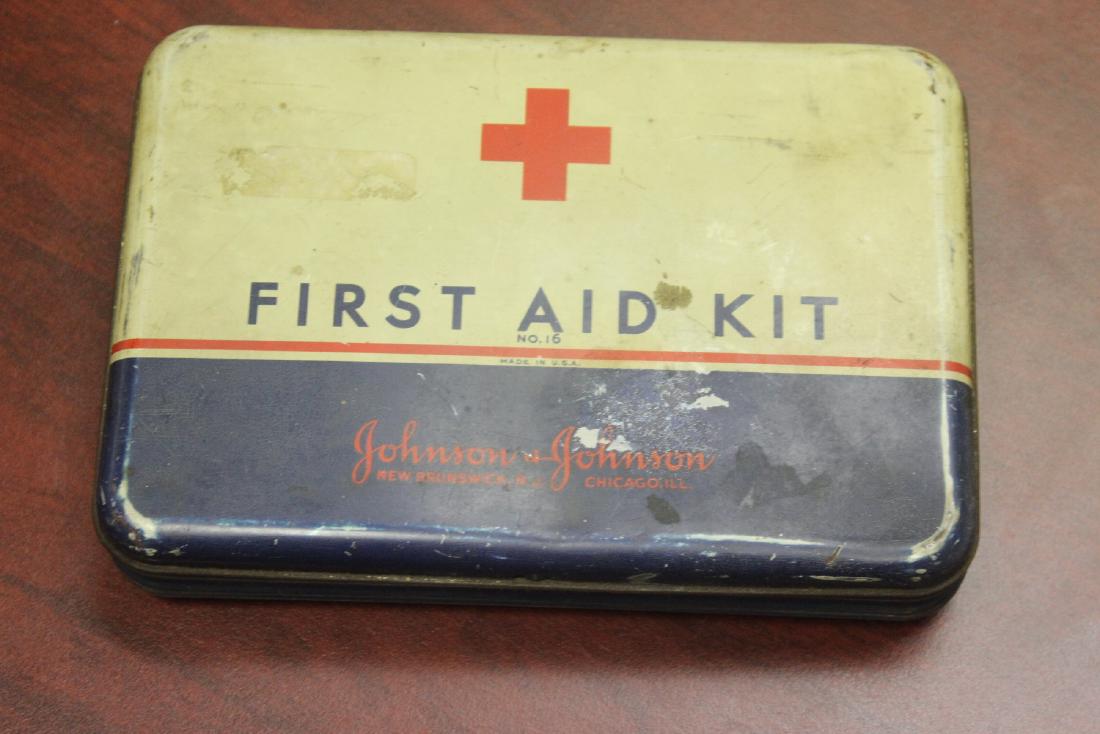 FIRST AID KIT
NO. 16
MADE IN U.S.A.
Johnson & Johnson
NEW BRUNSWICK, N.J. CHICAGO, ILL.